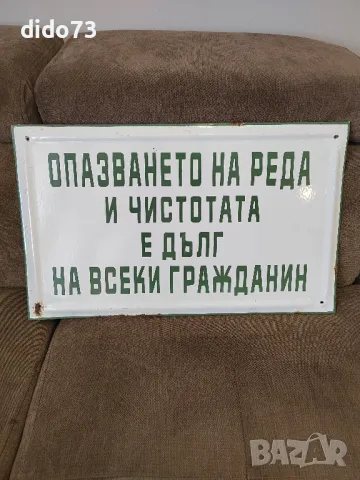 dido73
ОПАЗВАНЕТО НА РЕДА
И ЧИСТОТАТА
Е ДЪЛГ
НА ВСЕКИ ГРАЖДАНИН
BAZAR